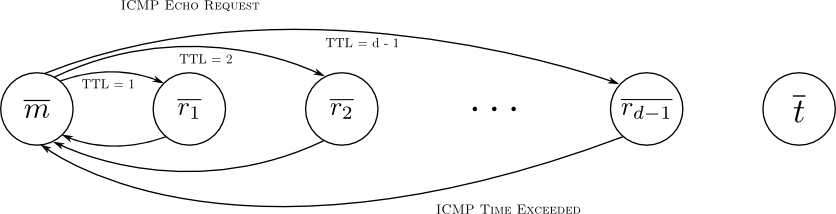 ICMP Echo Request
TTL = d - 1
TTL = 2
TTL = 1
m̅ r̅₁ r̅₂ · · · r̅_{d−1} t̅
ICMP Time Exceeded